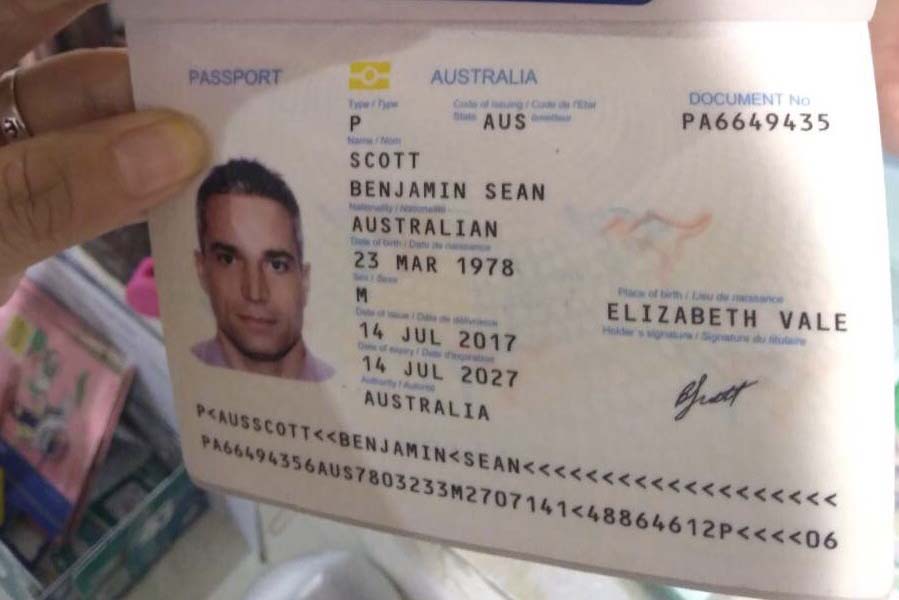 PASSPORT
AUSTRALIA
DOCUMENT No
Type / Type
Code of issuing / Code de l'Etat
State émetteur
P
AUS
PA6649435
Name / Nom
SCOTT
BENJAMIN SEAN
Nationality / Nationalité
AUSTRALIAN
Date of birth / Date de naissance
23 MAR 1978
Sex / Sexe
M
Place of birth / Lieu de naissance
ELIZABETH VALE
Date of issue / Date de délivrance
14 JUL 2017
Holder's signature / Signature du titulaire
Date of expiry / Date d'expiration
14 JUL 2027
Authority / Autorité
AUSTRALIA
BScott
P<AUSSCOTT<<BENJAMIN<SEAN<<<<<<<<<<<<<<<<<<<
PA66494356AUS7803233M2707141<48864612P<<<<06